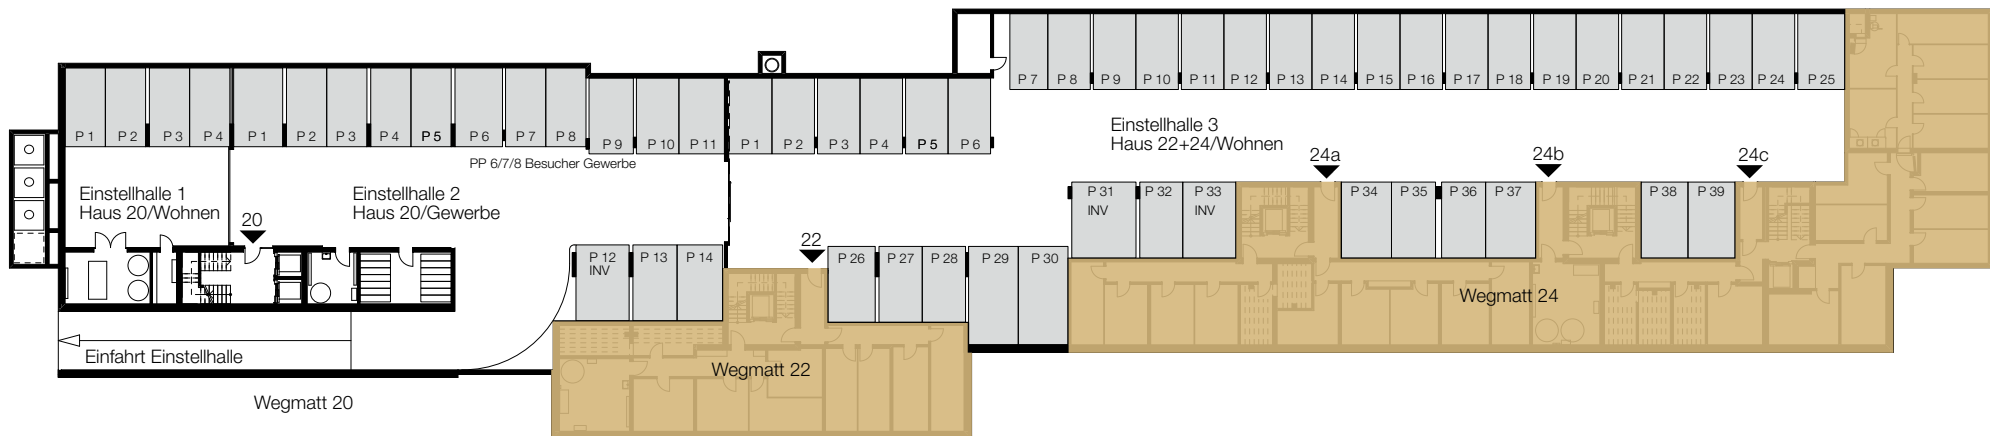 P 7 P 8 P 9 P 10 P 11 P 12 P 13 P 14 P 15 P 16 P 17 P 18 P 19 P 20 P 21 P 22 P 23 P 24 P 25
P 1 P 2 P 3 P 4 P 1 P 2 P 3 P 4 P 5 P 6 P 7 P 8 P 9 P 10 P 11 P 1 P 2 P 3 P 4 P 5 P 6
PP 6/7/8 Besucher Gewerbe
Einstellhalle 1
Haus 20/Wohnen
Einstellhalle 2
Haus 20/Gewerbe
Einstellhalle 3
Haus 22+24/Wohnen
24a
24b
24c
P 31
INV
P 32
P 33
INV
P 34 P 35 P 36 P 37 P 38 P 39
20
22
P 12
INV
P 13 P 14 P 26 P 27 P 28 P 29 P 30
Wegmatt 24
Einfahrt Einstellhalle
Wegmatt 22
Wegmatt 20